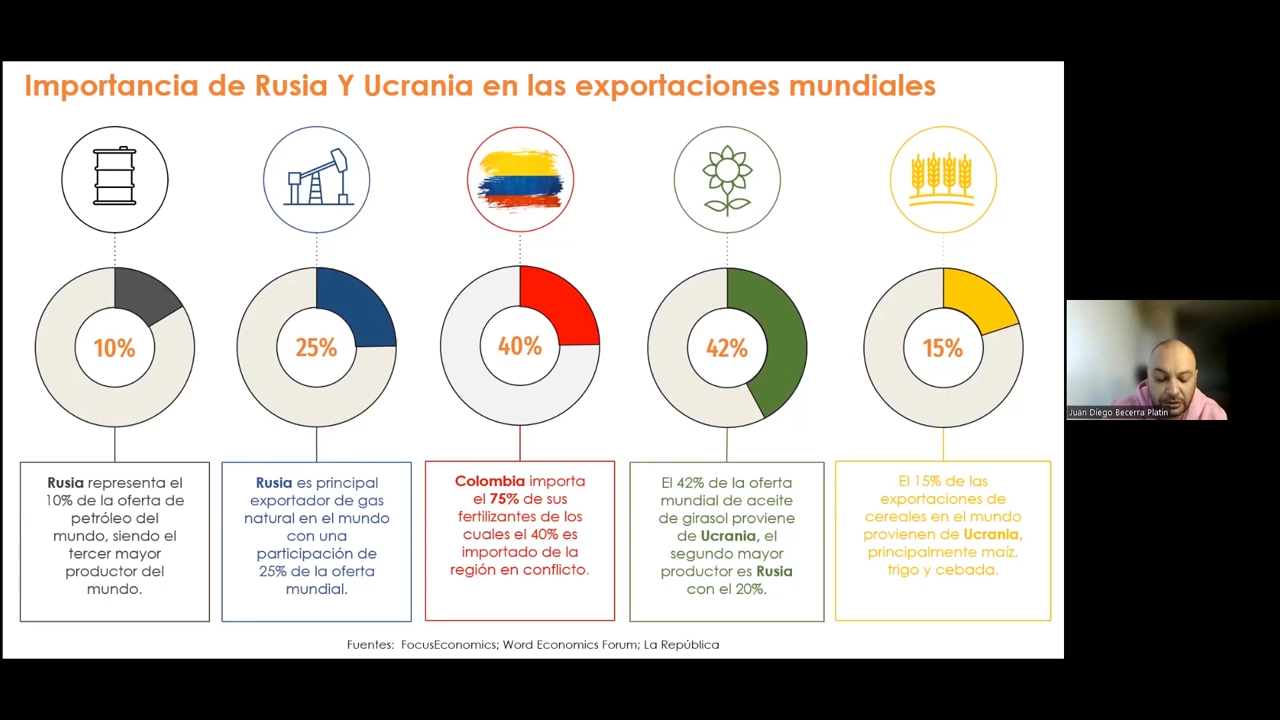 Importancia de Rusia Y Ucrania en las exportaciones mundiales
10%
25%
40%
42%
15%
Rusia representa el
10% de la oferta de
petróleo del
mundo, siendo el
tercer mayor
productor del
mundo.
Rusia es principal
exportador de gas
natural en el mundo
con una
participación de
25% de la oferta
mundial.
Colombia importa
el 75% de sus
fertilizantes de los
cuales el 40% es
importado de la
región en conflicto.
El 42% de la oferta
mundial de aceite
de girasol proviene
de Ucrania, el
segundo mayor
productor es Rusia
con el 20%.
El 15% de las
exportaciones de
cereales en el mundo
provienen de Ucrania,
principalmente maíz,
trigo y cebada.
Fuentes: FocusEconomics; Word Economics Forum; La República
Juan Diego Becerra Platin